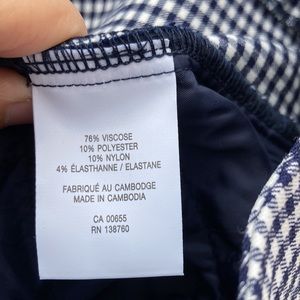 76% VISCOSE
10% POLYESTER
10% NYLON
4% ÉLASTHANNE / ELASTANE
FABRIQUÉ AU CAMBODGE
MADE IN CAMBODIA
CA 00655
RN 138760